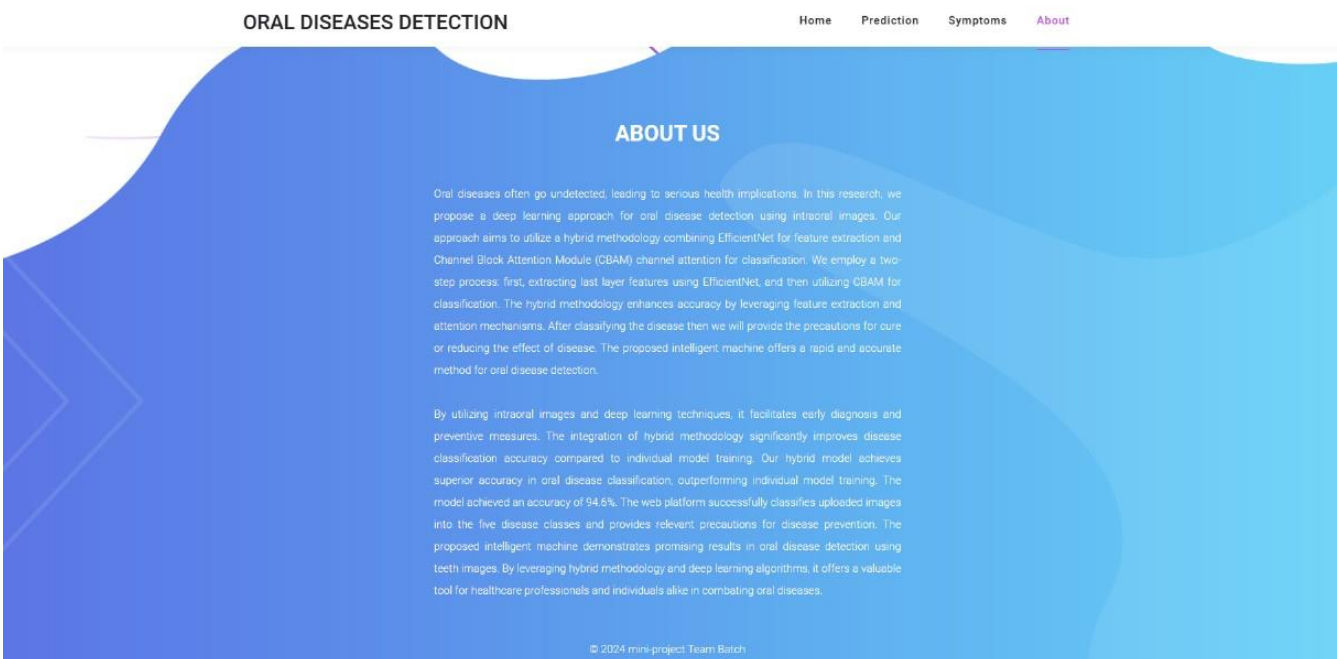 ORAL DISEASES DETECTION
Home Prediction Symptoms About
ABOUT US
Oral diseases often go undetected, leading to serious health implications. In this research, we
propose a deep learning approach for oral disease detection using intraoral images. Our
approach aims to utilize a hybrid methodology combining EfficientNet for feature extraction and
Channel Block Attention Module (CBAM) channel attention for classification. We employ a two-
step process: first, extracting last layer features using EfficientNet, and then utilizing CBAM for
classification. The hybrid methodology enhances accuracy by leveraging feature extraction and
attention mechanisms. After classifying the disease then we will provide the precautions for cure
or reducing the effect of disease. The proposed intelligent machine offers a rapid and accurate
method for oral disease detection.
By utilizing intraoral images and deep learning techniques, it facilitates early diagnosis and
preventive measures. The integration of hybrid methodology significantly improves disease
classification accuracy compared to individual model training. Our hybrid model achieves
superior accuracy in oral disease classification, outperforming individual model training. The
model achieved an accuracy of 94.6%. The web platform successfully classifies uploaded images
into the five disease classes and provides relevant precautions for disease prevention. The
proposed intelligent machine demonstrates promising results in oral disease detection using
teeth images. By leveraging hybrid methodology and deep learning algorithms, it offers a valuable
tool for healthcare professionals and individuals alike in combating oral diseases.
© 2024 mini-project Team Batch